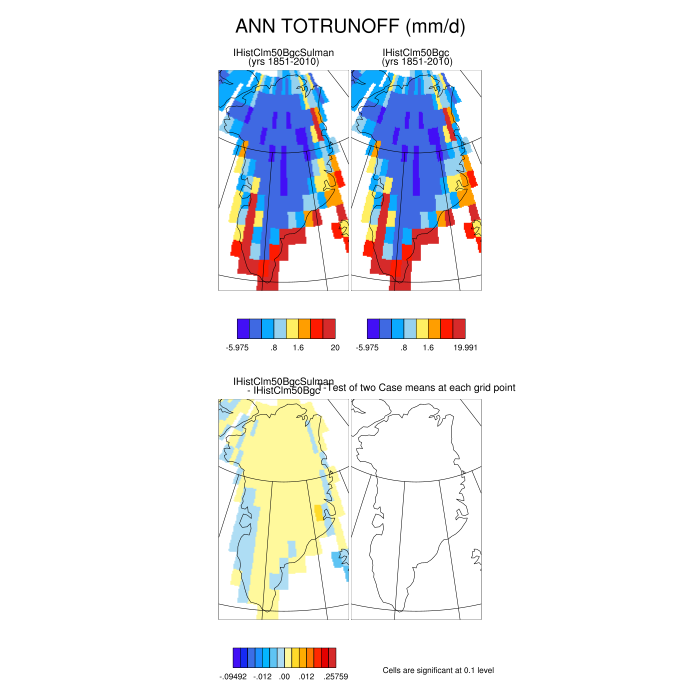 ANN TOTRUNOFF (mm/d)
IHistClm50BgcSulman
(yrs 1851-2010)
IHistClm50Bgc
(yrs 1851-2010)
-5.975 .8 1.6 20
-5.975 .8 1.6 19.991
IHistClm50BgcSulman
- IHistClm50Bgc
T-Test of two Case means at each grid point
-.09492 -.012 .00 .012 .25759
Cells are significant at 0.1 level